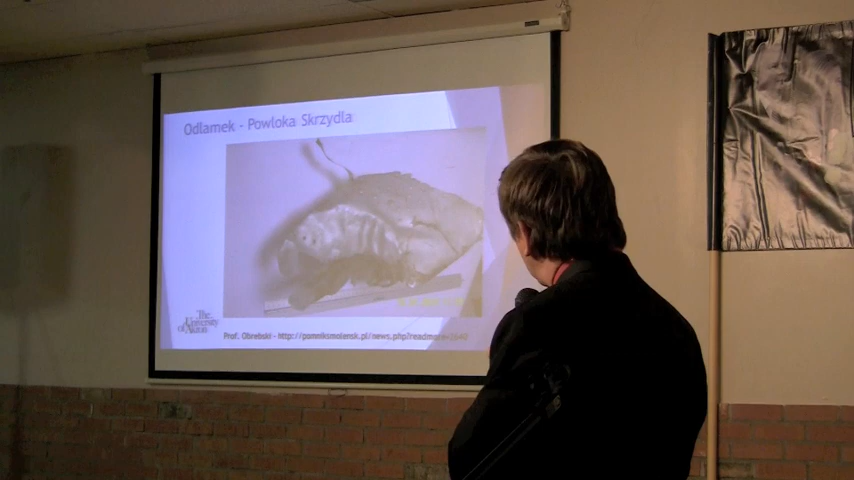 Odlamek - Powloka Skrzydla
The
University
of Akron
Prof. Obrebski - http://pomniksmolensk.pl/news.php?readmore=2640